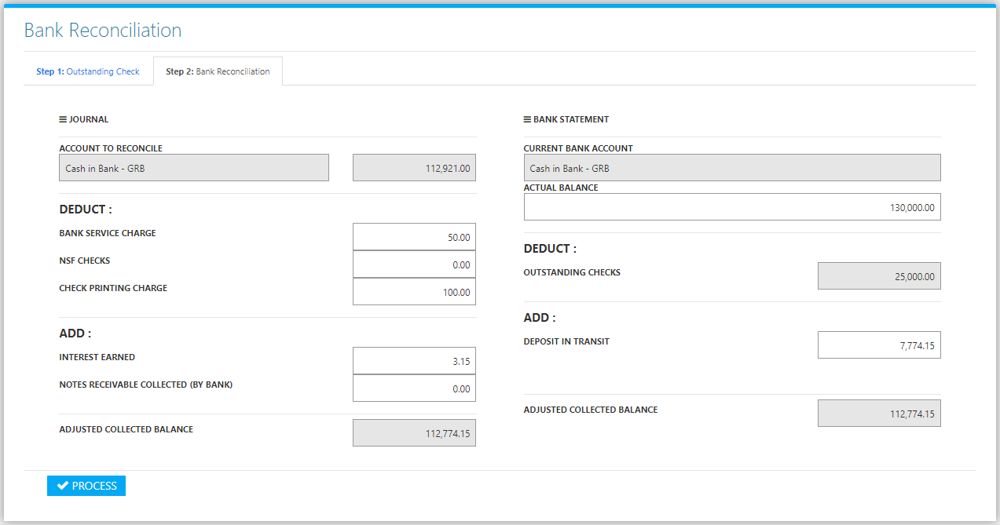 Bank Reconciliation
Step 1: Outstanding Check
Step 2: Bank Reconciliation
JOURNAL
ACCOUNT TO RECONCILE
Cash in Bank - GRB
112,921.00
DEDUCT :
BANK SERVICE CHARGE
50.00
NSF CHECKS
0.00
CHECK PRINTING CHARGE
100.00
ADD :
INTEREST EARNED
3.15
NOTES RECEIVABLE COLLECTED (BY BANK)
0.00
ADJUSTED COLLECTED BALANCE
112,774.15
BANK STATEMENT
CURRENT BANK ACCOUNT
Cash in Bank - GRB
ACTUAL BALANCE
130,000.00
DEDUCT :
OUTSTANDING CHECKS
25,000.00
ADD :
DEPOSIT IN TRANSIT
7,774.15
ADJUSTED COLLECTED BALANCE
112,774.15
PROCESS